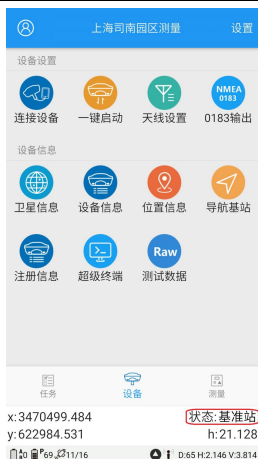 上海司南园区测量 设置
设备设置
NMEA
0183
连接设备 一键启动 天线设置 0183输出
设备信息
卫星信息 设备信息 位置信息 导航基站
Raw
注册信息 超级终端 测试数据
任务 设备 测量
x:3470499.484 状态:基准站
y:622984.531 h:21.128
0 69 11/16 D:65 H:2.146 V:3.814